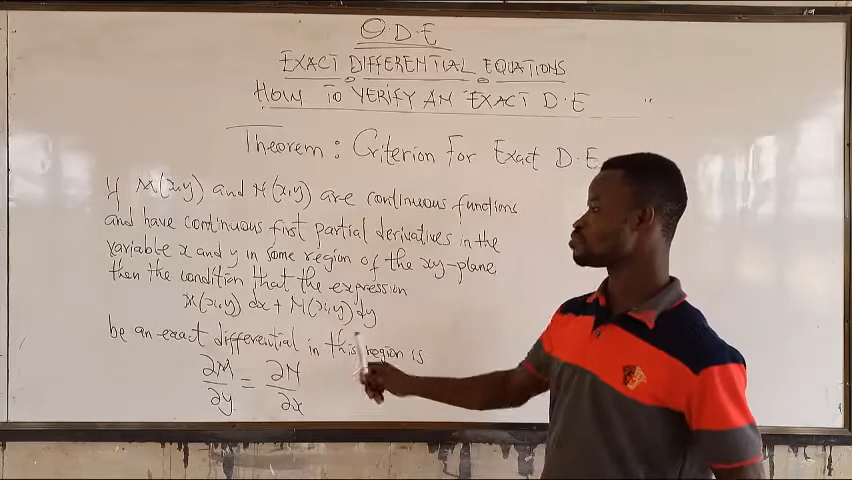 O.D.E
EXACT DIFFERENTIAL EQUATIONS
HOW TO VERIFY AN EXACT D.E
Theorem: Criterion For Exact D.E
If M(x,y) and N(x,y) are continuous functions
and have continuous first partial derivatives in the
variable x and y in some region of the xy-plane
then the condition that the expression
M(x,y) dx + N(x,y) dy
be an exact differential in this region is
∂M/∂y = ∂N/∂x